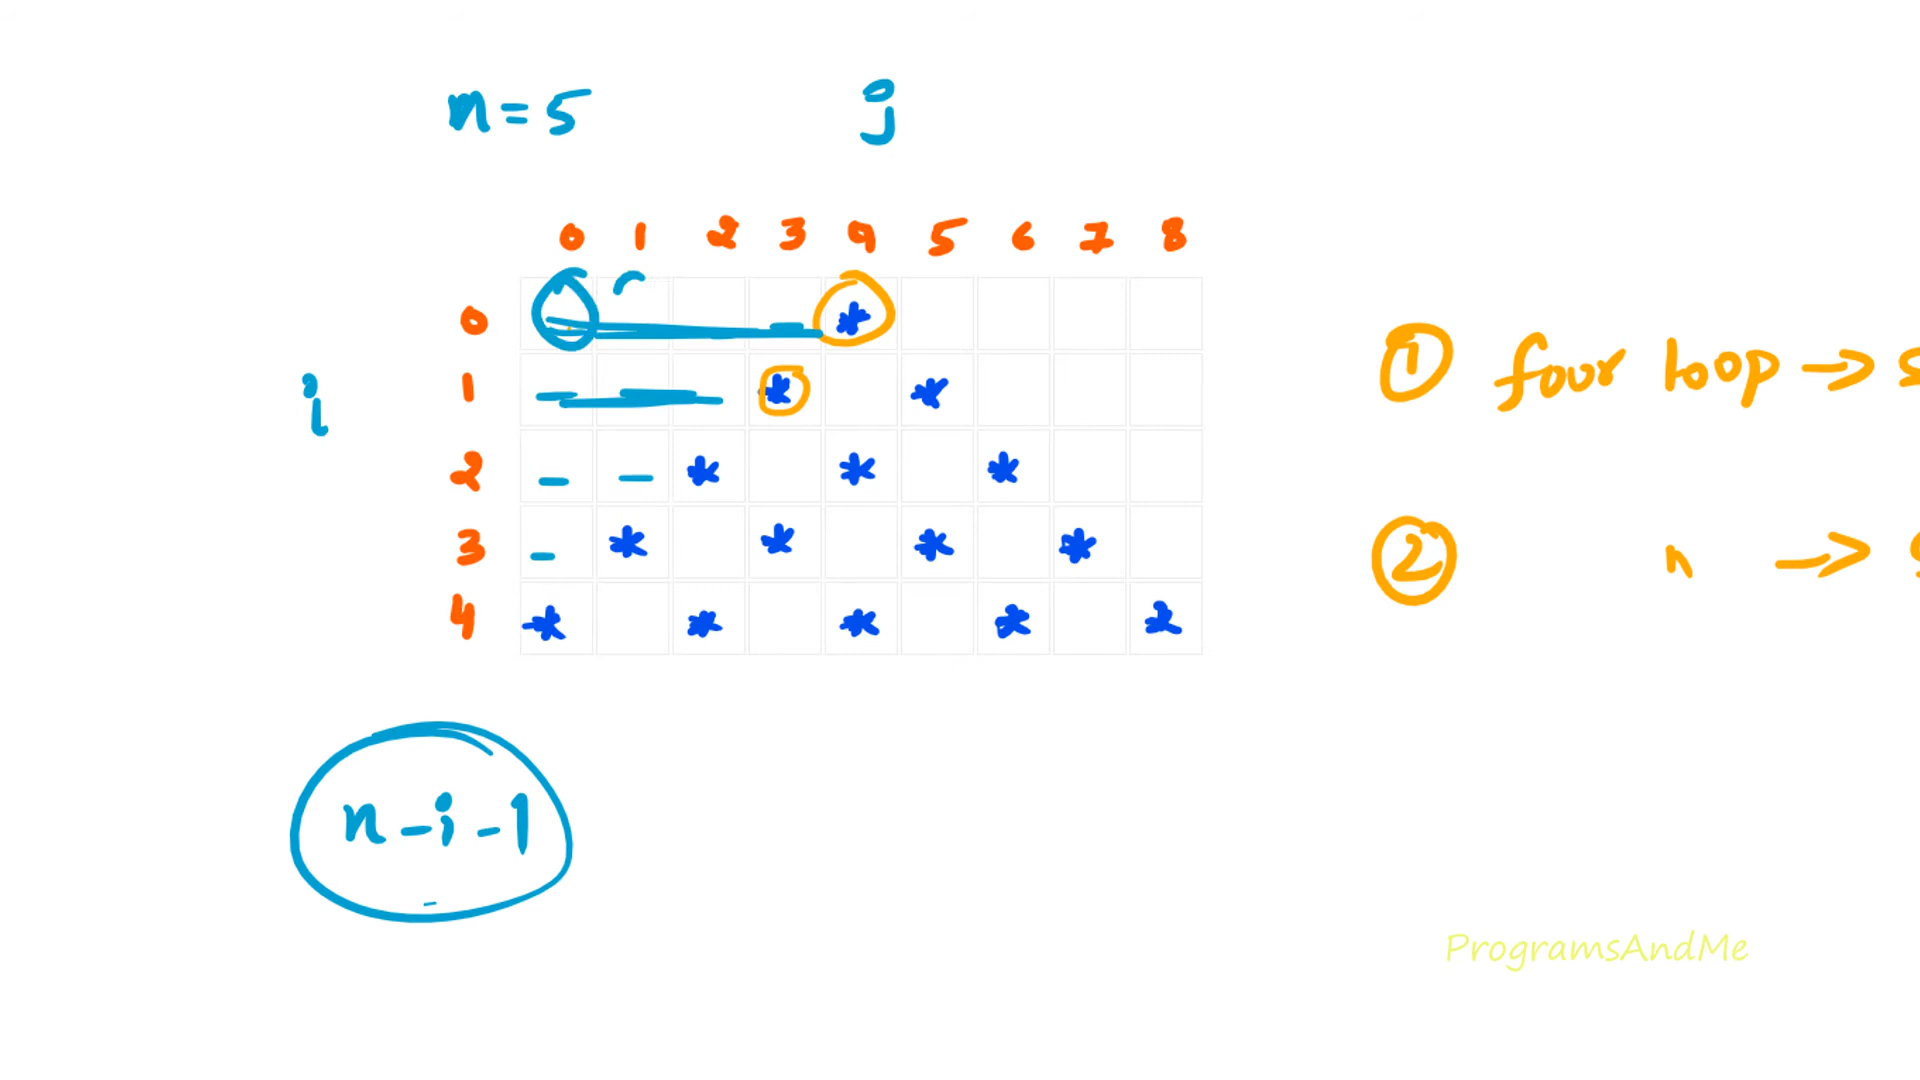 n=5 j
0 1 2 3 4 5 6 7 8
0 *
1 * *
i
2 - - * * *
3 - * * * *
4 * * * * *
① four loop →
② n →
n-i-1
ProgramsAndMe